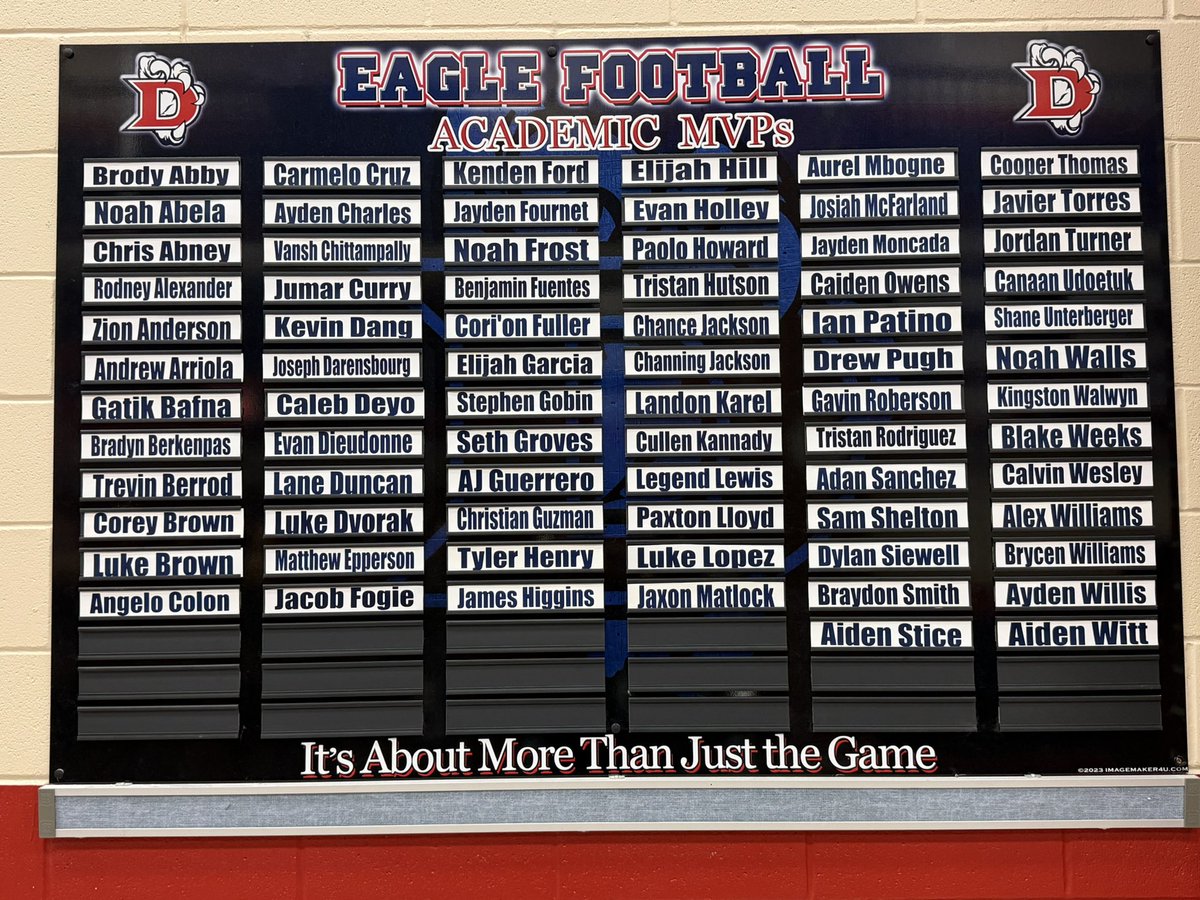 EAGLE FOOTBALL
ACADEMIC MVPs
Brody Abby
Noah Abela
Chris Abney
Rodney Alexander
Zion Anderson
Andrew Arriola
Gatik Bafna
Bradyn Berkenpas
Trevin Berrod
Corey Brown
Luke Brown
Angelo Colon
Carmelo Cruz
Ayden Charles
Vansh Chittampally
Jumar Curry
Kevin Dang
Joseph Darensbourg
Caleb Deyo
Evan Dieudonne
Lane Duncan
Luke Dvorak
Matthew Epperson
Jacob Fogie
Kenden Ford
Jayden Fournet
Noah Frost
Benjamin Fuentes
Cori'on Fuller
Elijah Garcia
Stephen Gobin
Seth Groves
AJ Guerrero
Christian Guzman
Tyler Henry
James Higgins
Elijah Hill
Evan Holley
Paolo Howard
Tristan Hutson
Chance Jackson
Channing Jackson
Landon Karel
Cullen Kannady
Legend Lewis
Paxton Lloyd
Luke Lopez
Jaxon Matlock
Aurel Mbogne
Josiah McFarland
Jayden Moncada
Caiden Owens
Ian Patino
Drew Pugh
Gavin Roberson
Tristan Rodriguez
Adan Sanchez
Sam Shelton
Dylan Siewell
Braydon Smith
Aiden Stice
Cooper Thomas
Javier Torres
Jordan Turner
Canaan Udoetuk
Shane Unterberger
Noah Walls
Kingston Walwyn
Blake Weeks
Calvin Wesley
Alex Williams
Brycen Williams
Ayden Willis
Aiden Witt
It's About More Than Just the Game
©2023 IMAGEMAKER4U.COM
D
D